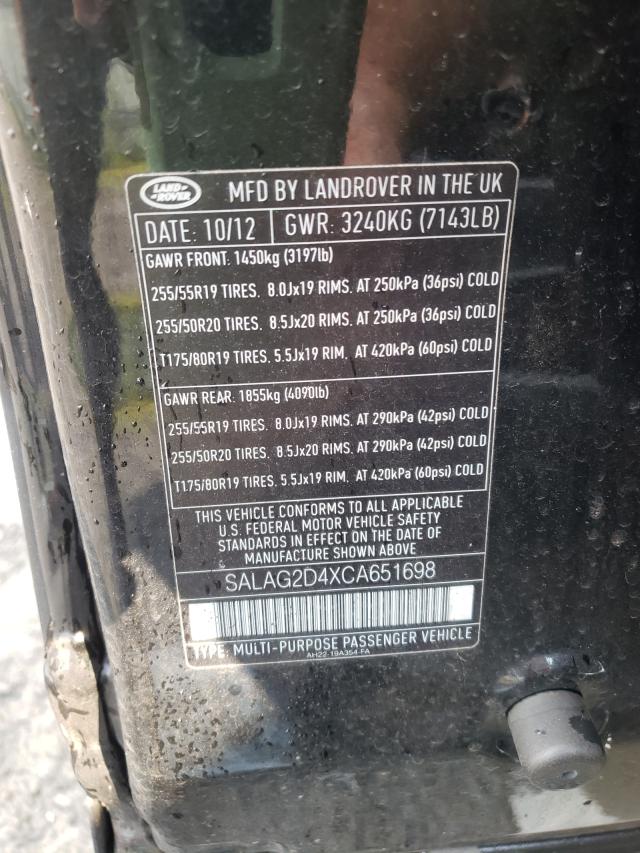 LAND-
ROVER
MFD BY LANDROVER IN THE UK
DATE: 10/12 GWR: 3240KG (7143LB)
GAWR FRONT: 1450kg (3197lb)
255/55R19 TIRES. 8.0Jx19 RIMS. AT 250kPa (36psi) COLD
255/50R20 TIRES. 8.5Jx20 RIMS. AT 250kPa (36psi) COLD
T175/80R19 TIRES. 5.5Jx19 RIM. AT 420kPa (60psi) COLD
GAWR REAR: 1855kg (4090lb)
255/55R19 TIRES. 8.0Jx19 RIMS. AT 290kPa (42psi) COLD
255/50R20 TIRES. 8.5Jx20 RIMS. AT 290kPa (42psi) COLD
T175/80R19 TIRES. 5.5Jx19 RIM. AT 420kPa (60psi) COLD
THIS VEHICLE CONFORMS TO ALL APPLICABLE
U.S. FEDERAL MOTOR VEHICLE SAFETY
STANDARDS IN EFFECT ON THE DATE OF
MANUFACTURE SHOWN ABOVE
SALAG2D4XCA651698
TYPE: MULTI-PURPOSE PASSENGER VEHICLE
AH22-19A354-FA